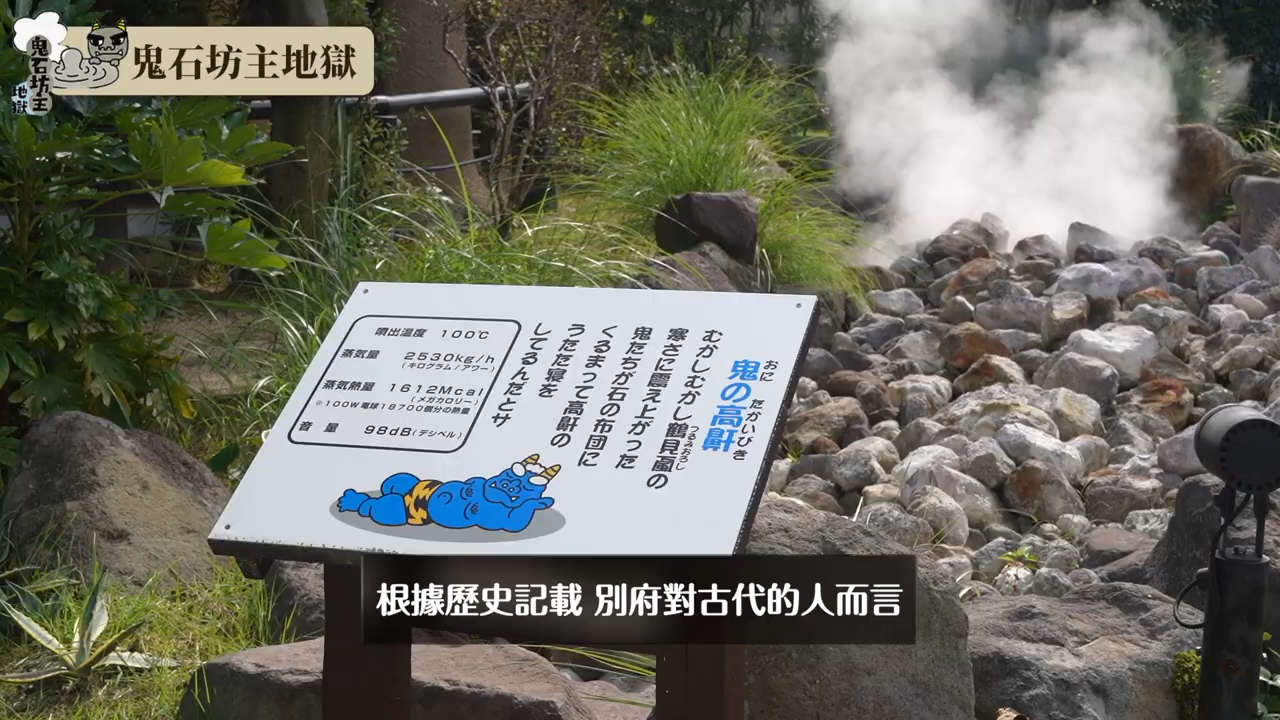 鬼石坊主地獄
鬼石坊主
地獄
鬼の高鼾
おに
たかいびき
むかしむかし鶴見嵐の
つるみおろし
寒さに震え上がった
鬼たちが石の布団に
くるまって高鼾の
うたた寝を
してるんだとサ
噴出温度 100℃
蒸気量 2530kg/h
(キログラム/アワー)
蒸気熱量 1612Mcal
(メガカロリー)
※100W電球18700個分の熱量
音量 98dB(デシベル)
根據歷史記載 別府對古代的人而言